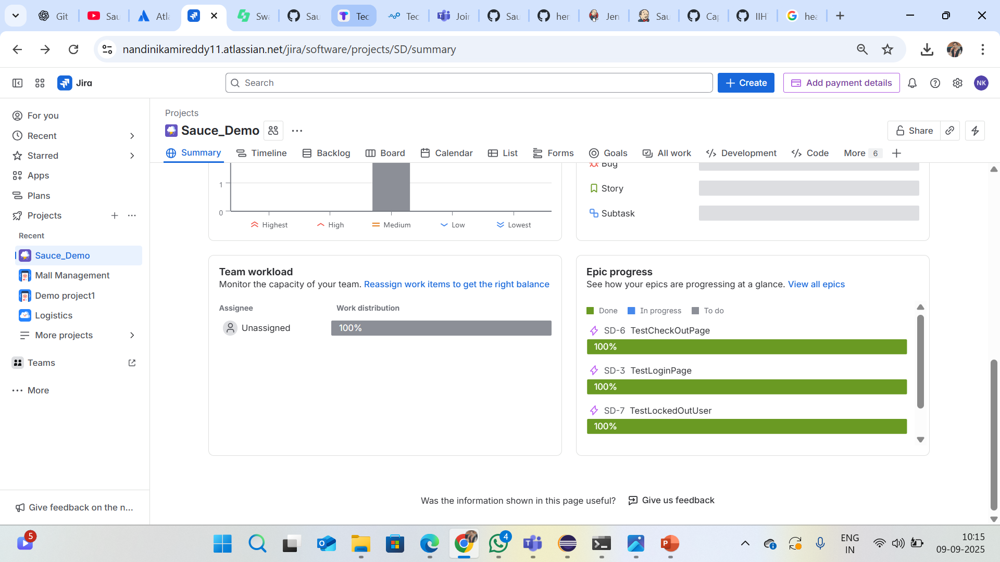 Git
Sau
Atla
Swa
Sau
Tec
Tec
Join
Sau
her
Jen
Sau
Cap
IIHT
hea
nandinikamireddy11.atlassian.net/jira/software/projects/SD/summary
Jira
Search
Create
Add payment details
NK
For you
Recent
Starred
Apps
Plans
Projects
Recent
Sauce_Demo
Mall Management
Demo project1
Logistics
More projects
Teams
More
Give feedback on the n...
Projects
Sauce_Demo
Share
Summary
Timeline
Backlog
Board
Calendar
List
Forms
Goals
All work
Development
Code
More 6
1
0
Highest
High
Medium
Low
Lowest
Bug
Story
Subtask
Team workload
Monitor the capacity of your team. Reassign work items to get the right balance
Assignee Work distribution
Unassigned 100%
Epic progress
See how your epics are progressing at a glance. View all epics
Done In progress To do
SD-6 TestCheckOutPage
100%
SD-3 TestLoginPage
100%
SD-7 TestLockedOutUser
100%
Was the information shown in this page useful? Give us feedback
5
4
ENG
IN
10:15
09-09-2025